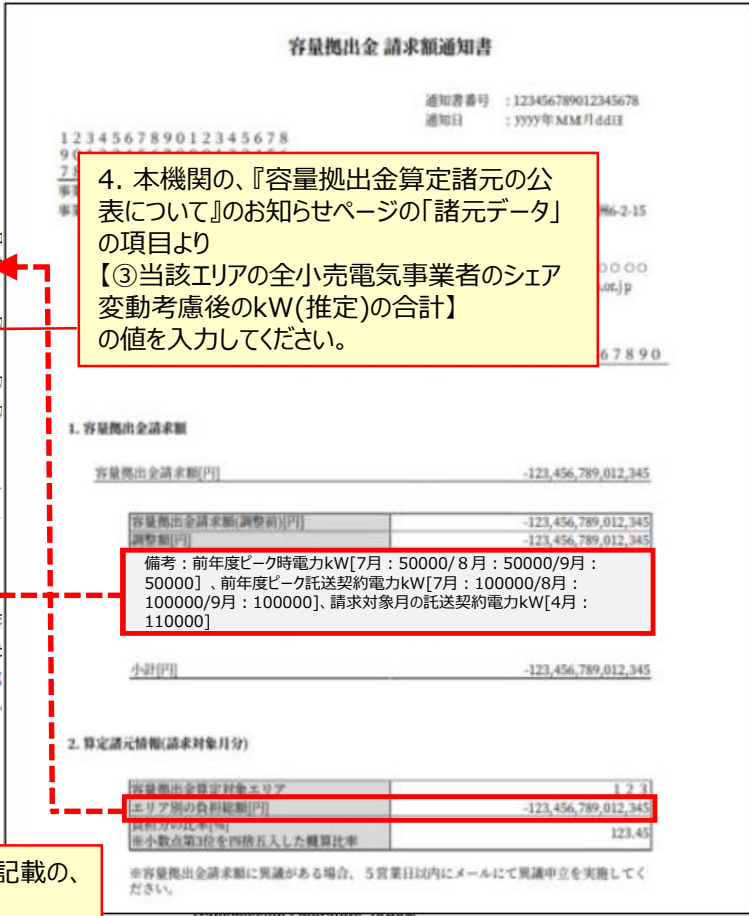 容量拠出金 請求額通知書
通知書番号 : 123456789012345678
通知日 : yyyy年MM月dd日
123456789012345678
4. 本機関の、『容量拠出金算定諸元の公
表について』のお知らせページの「諸元データ」
の項目より
【③当該エリアの全小売電気事業者のシェア
変動考慮後のkW(推定)の合計】
の値を入力してください。
6-2-15
○○○○
.or.jp
67890
1. 容量拠出金請求額
容量拠出金請求額[円] -123,456,789,012,345
容量拠出金請求額(調整前)[円] -123,456,789,012,345
調整額[円] -123,456,789,012,345
備考：前年度ピーク時電力kW[7月：50000/８月：50000/9月：
50000］、前年度ピーク託送契約電力kW[7月：100000/8月：
100000/9月：100000]、請求対象月の託送契約電力kW[4月：
110000]
小計[円] -123,456,789,012,345
2. 算定諸元情報(請求対象月分)
容量拠出金算定対象エリア 123
エリア別の負担総額[円] -123,456,789,012,345
負担分の比率[%] 123.45
※小数点第3位を四捨五入した概算比率
記載の、
※容量拠出金請求額に異議がある場合、5営業日以内にメールにて異議申立を実施してく
ださい。